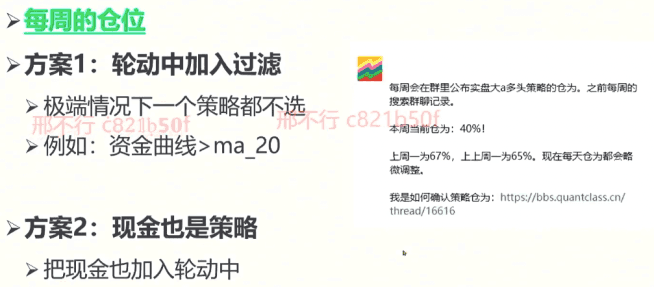 每周的仓位
方案1：轮动中加入过滤
极端情况下一个策略都不选
邢不行 c821b50f
邢不行 c821b50f
例如：资金曲线>ma_20
方案2：现金也是策略
把现金也加入轮动中
每周会在群里公布实盘大a多头策略的仓为。之前每周的
搜索群聊记录。
本周当前仓为：40%！
上周一为67%，上上周一为65%。现在每天仓为都会略
微调整。
我是如何确认策略仓为：https://bbs.quantclass.cn/
thread/16616